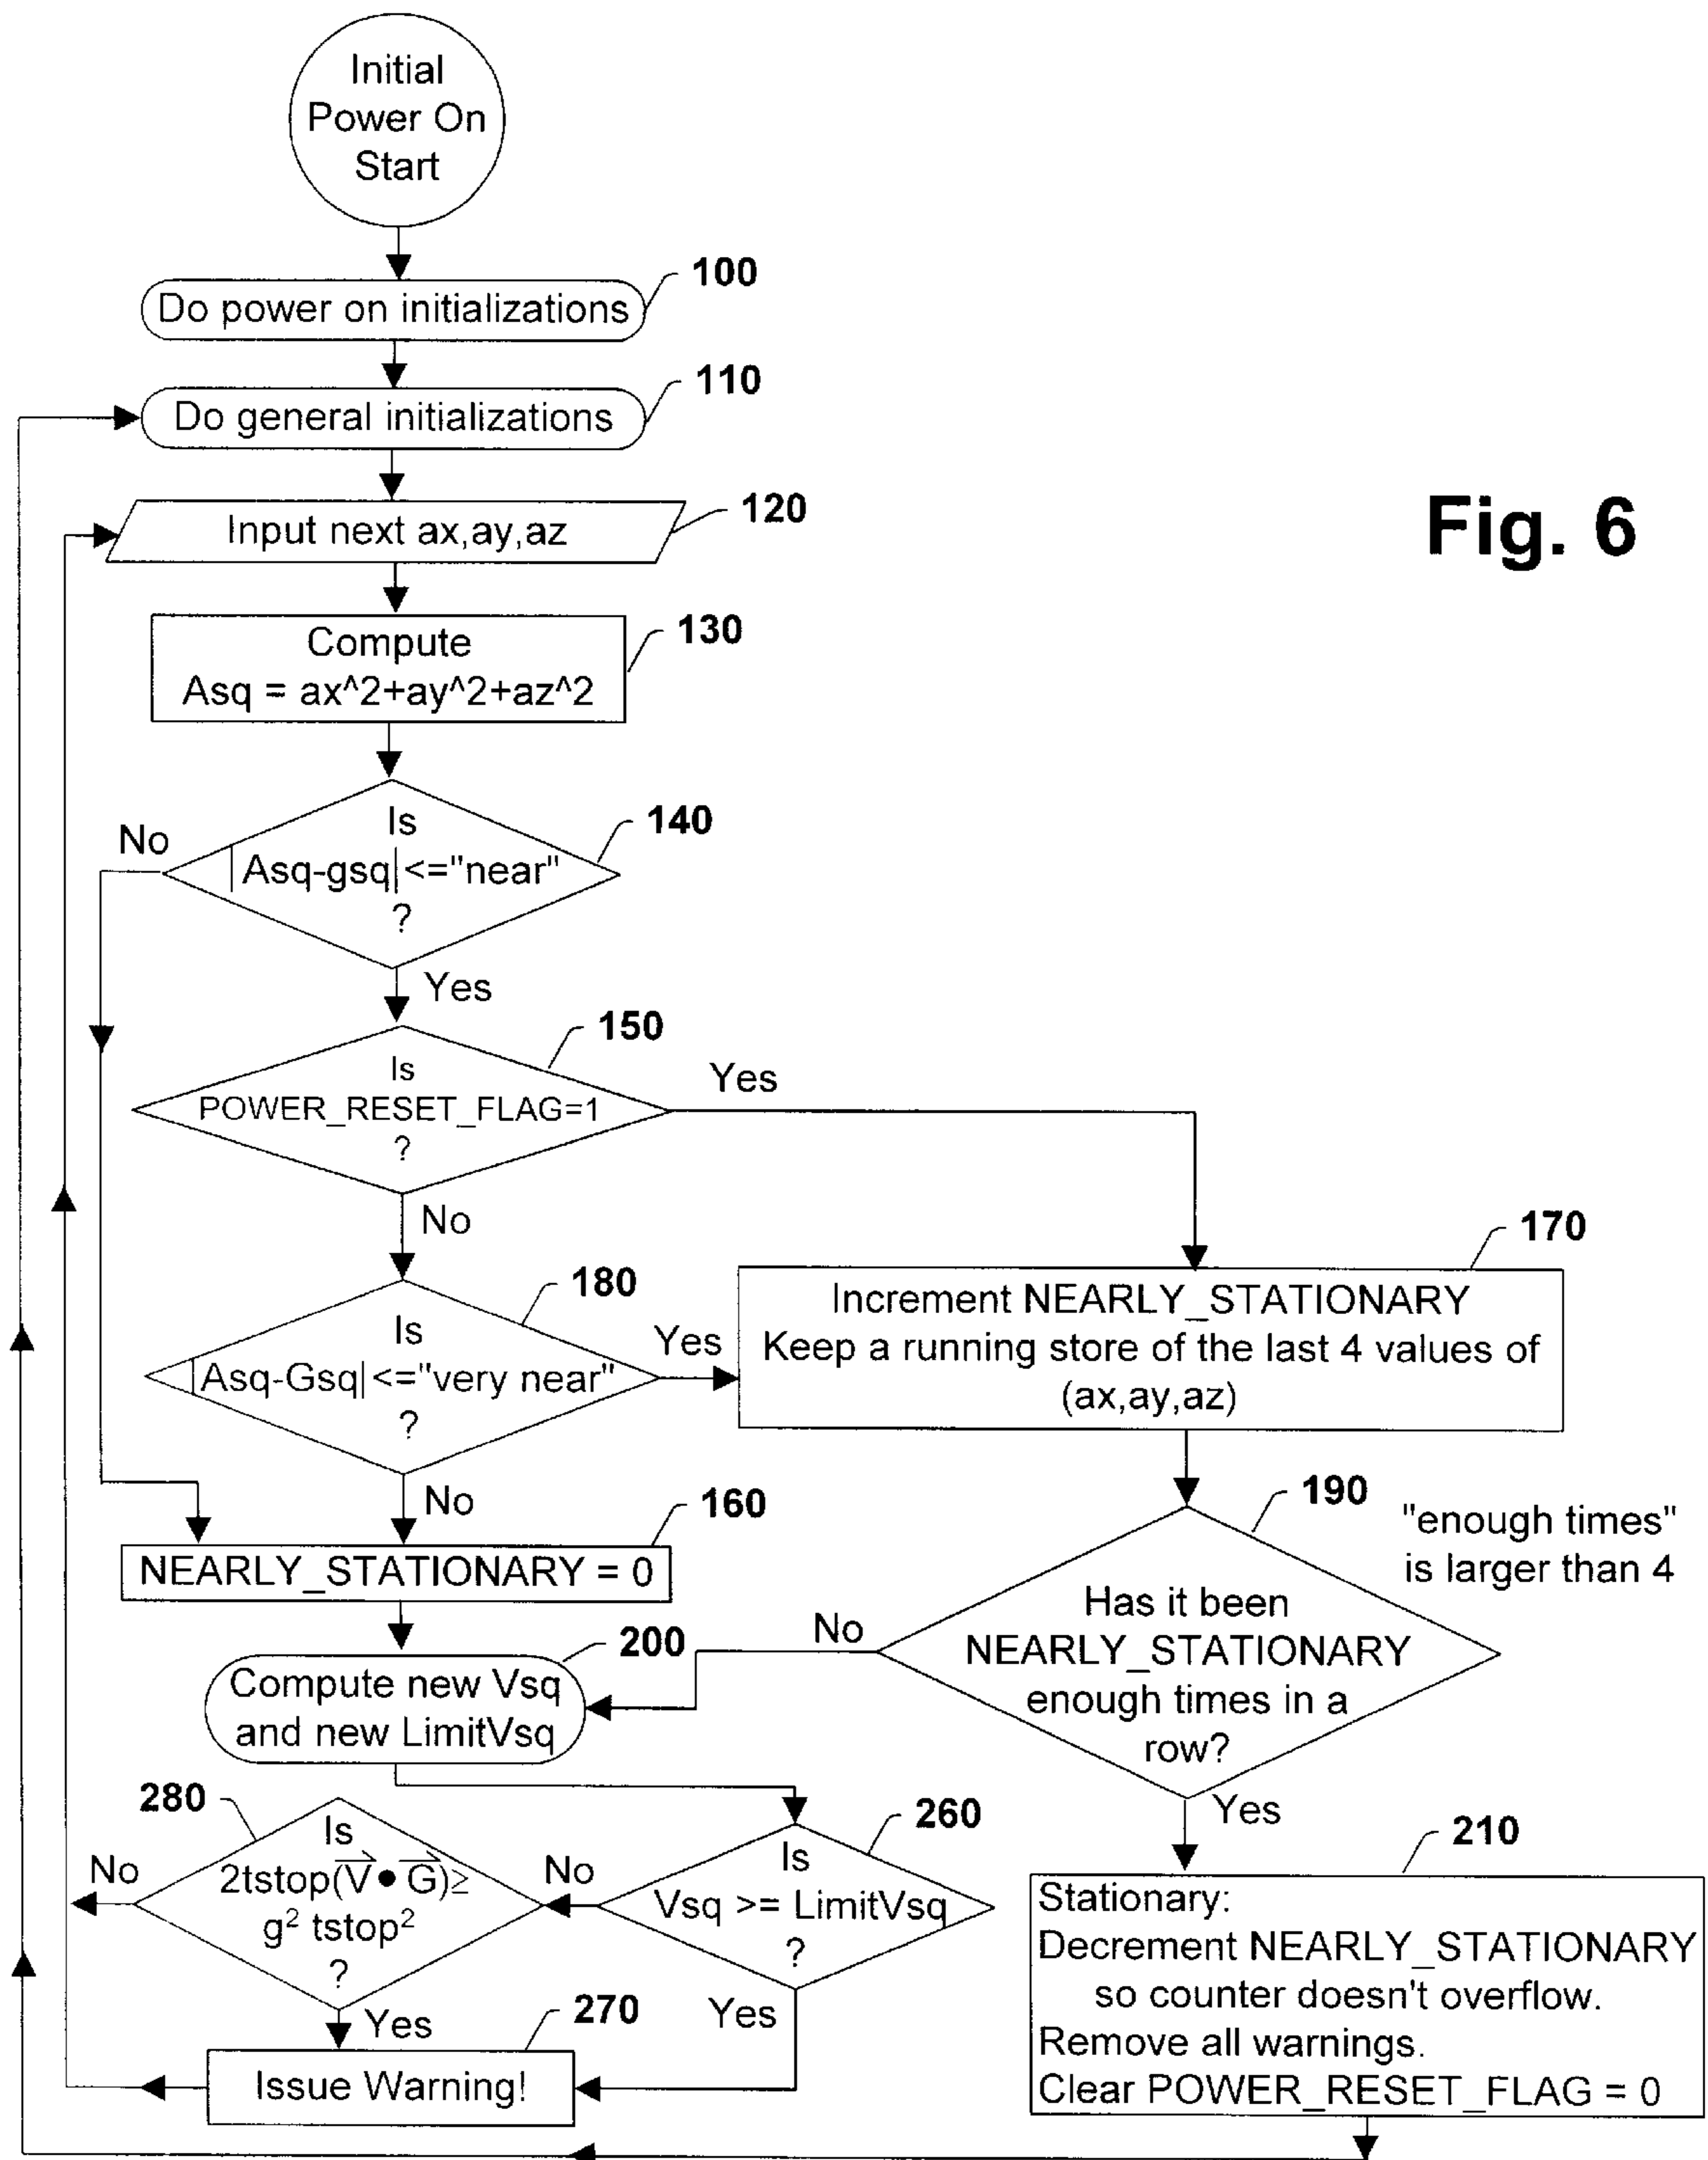 Initial
Power On
Start
100
Do power on initializations
110
Do general initializations
120
Input next ax,ay,az
Fig. 6
130
Compute
Asq = ax^2+ay^2+az^2
140
No
Is
|Asq-gsq|<="near"
?
Yes
150
Is
POWER_RESET_FLAG=1
?
Yes
No
170
Increment NEARLY_STATIONARY
Keep a running store of the last 4 values of
(ax,ay,az)
180
Is
|Asq-Gsq|<="very near"
?
Yes
No
160
NEARLY_STATIONARY = 0
190
"enough times"
is larger than 4
Has it been
NEARLY_STATIONARY
enough times in a
row?
No
Yes
200
Compute new Vsq
and new LimitVsq
260
Is
Vsq >= LimitVsq
?
No
Yes
280
Is
2tstop(V⃗ ● G⃗)≥
g² tstop²
?
No
Yes
270
Issue Warning!
210
Stationary:
Decrement NEARLY_STATIONARY
so counter doesn't overflow.
Remove all warnings.
Clear POWER_RESET_FLAG = 0